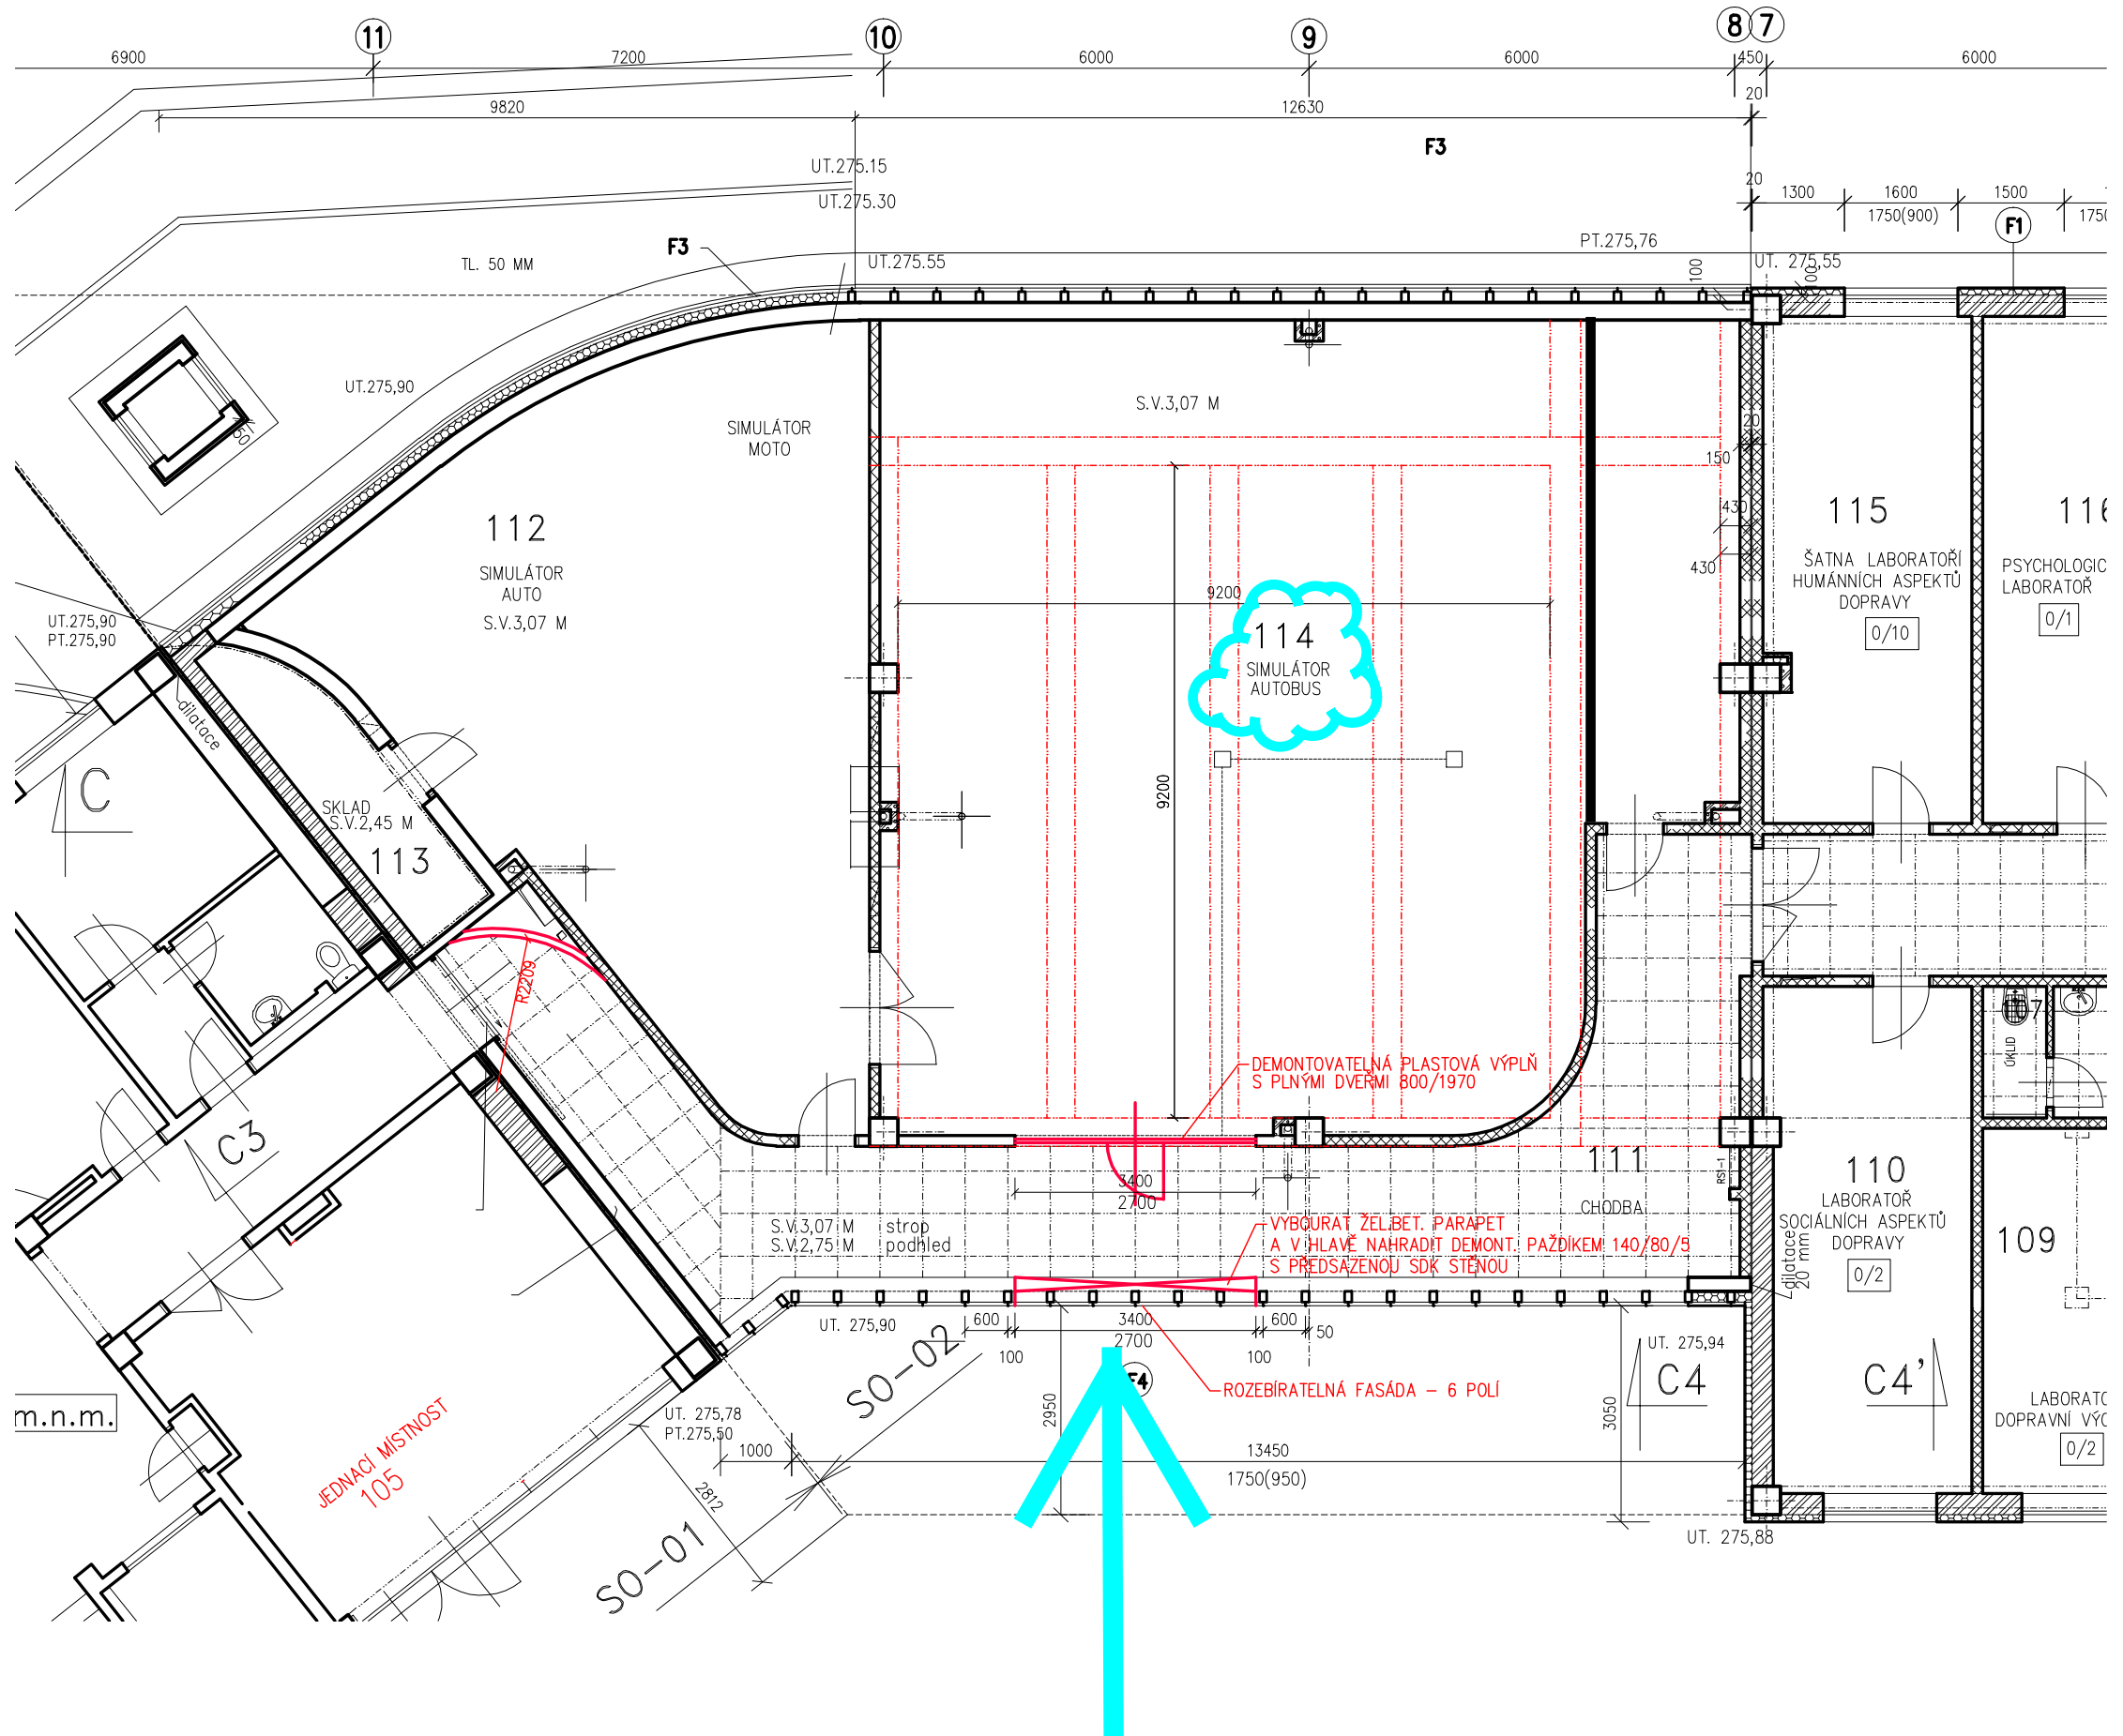 11
10
9
8
7
6900
7200
6000
6000
450
6000
20
9820
12630
F3
UT.275.15
UT.275.30
20
1300
1600
1500
1750(900)
F1
F3
PT.275,76
TL. 50 MM
UT.275.55
100
UT. 275,55
UT.275,90
S.V.3,07 M
SIMULÁTOR
MOTO
20
150
112
SIMULÁTOR
AUTO
S.V.3,07 M
430
430
115
ŠATNA LABORATOŘÍ
HUMÁNNÍCH ASPEKTŮ
DOPRAVY
0/10
PSYCHOLOGIC
LABORATOŘ
0/1
UT.275,90
PT.275,90
9200
114
SIMULÁTOR
AUTOBUS
dilatace
9200
C
SKLAD
S.V.2,45 M
113
R2209
ÚKLID
DEMONTOVATELNÁ PLASTOVÁ VÝPLŇ
S PLNÝMI DVEŘMI 800/1970
C3
111
CHODBA
RS-1
110
LABORATOŘ
SOCIÁLNÍCH ASPEKTŮ
DOPRAVY
0/2
109
3400
2700
S.V.3,07 M strop
S.V.2,75 M podhled
VYBOURAT ŽEL.BET. PARAPET
A V HLAVĚ NAHRADIT DEMONT. PAŽDÍKEM 140/80/5
S PŘEDSAZENOU SDK STĚNOU
dilatace
20 mm
UT. 275,90
600
3400
2700
600
50
100
100
UT. 275,94
SO-02
F4
C4
C4'
ROZEBÍRATELNÁ FASÁDA – 6 POLÍ
m.n.m.
JEDNACÍ MÍSTNOST
105
UT. 275,78
PT.275,50
2950
3050
LABORATO
DOPRAVNÍ VÝC
0/2
1000
13450
1750(950)
2812
SO-01
UT. 275,88